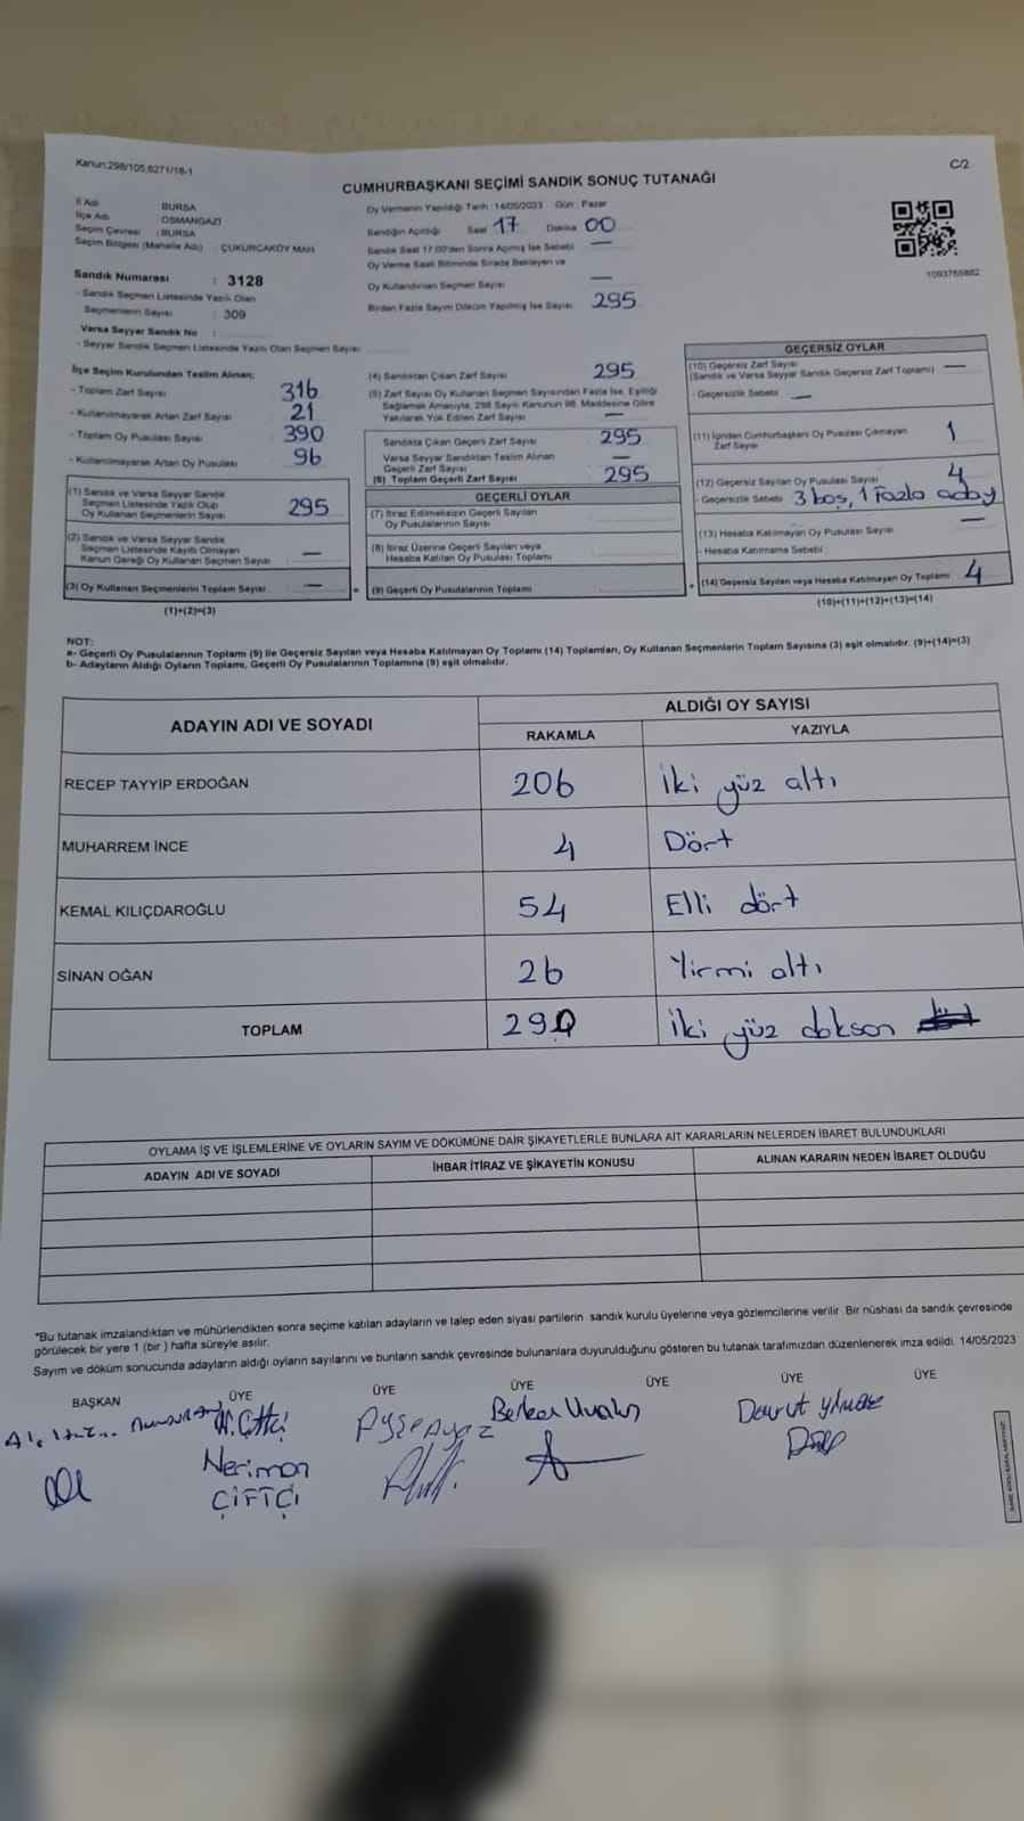 Kanun:298/105,6271/18-1
C/2
CUMHURBAŞKANI SEÇİMİ SANDIK SONUÇ TUTANAĞI
İl Adı BURSA
İlçe Adı OSMANGAZİ
Seçim Çevresi : BURSA
Seçim Bölgesi (Mahalle Adı) ÇUKURCAKÖY MAH
Sandık Numarası : 3128
- Sandık Seçmen Listesinde Yazılı Olan
Seçmenlerin Sayısı : 309
Varsa Seyyar Sandık No :
- Seyyar Sandık Seçmen Listesinde Yazılı Olan Seçmen Sayısı
Oy Vermenin Yapıldığı Tarih : 14/05/2023 Gün : Pazar
Sandığın Açıldığı Saat 17 Dakika 00
Sandık Saat 17.00'den Sonra Açılmış İse Sebebi —
Oy Verme Saati Bitiminde Sırada Bekleyen ve
Oy Kullandırılan Seçmen Sayısı —
Birden Fazla Sayım Döküm Yapılmış İse Sayısı 295
1093765862
İlçe Seçim Kurulundan Teslim Alınan;
- Toplam Zarf Sayısı 316
- Kullanılmayarak Artan Zarf Sayısı 21
- Toplam Oy Pusulası Sayısı 390
- Kullanılmayarak Artan Oy Pusulası 96
(1) Sandık ve Varsa Seyyar Sandık
Seçmen Listesinde Yazılı Olup
Oy Kullanan Seçmenlerin Sayısı 295
(2) Sandık ve Varsa Seyyar Sandık
Seçmen Listesinde Kayıtlı Olmayan
Kanun Gereği Oy Kullanan Seçmen Sayısı —
(3) Oy Kullanan Seçmenlerin Toplam Sayısı —
(1)+(2)=(3)
(4) Sandıktan Çıkan Zarf Sayısı 295
(5) Zarf Sayısı Oy Kullanan Seçmen Sayısından Fazla İse, Eşitliği
Sağlamak Amacıyla, 298 Sayılı Kanunun 98. Maddesine Göre
Yakılarak Yok Edilen Zarf Sayısı —
Sandıkta Çıkan Geçerli Zarf Sayısı 295
Varsa Seyyar Sandıktan Teslim Alınan
Geçerli Zarf Sayısı —
(6) Toplam Geçerli Zarf Sayısı 295
GEÇERLİ OYLAR
(7) İtiraz Edilmeksizin Geçerli Sayılan
Oy Pusulalarının Sayısı
(8) İtiraz Üzerine Geçerli Sayılan veya
Hesaba Katılan Oy Pusulası Toplamı
(9) Geçerli Oy Pusulalarının Toplamı
GEÇERSİZ OYLAR
(10) Geçersiz Zarf Sayısı
(Sandık ve Varsa Seyyar Sandık Geçersiz Zarf Toplamı) —
- Geçersizlik Sebebi —
(11) İçinden Cumhurbaşkanı Oy Pusulası Çıkmayan
Zarf Sayısı 1
(12) Geçersiz Sayılan Oy Pusulası Sayısı 4
- Geçersizlik Sebebi 3 boş, 1 fazla aday
(13) Hesaba Katılmayan Oy Pusulası Sayısı —
- Hesaba Katılmama Sebebi
(14) Geçersiz Sayılan veya Hesaba Katılmayan Oy Toplamı 4
(10)+(11)+(12)+(13)=(14)
NOT:
a- Geçerli Oy Pusulalarının Toplamı (9) ile Geçersiz Sayılan veya Hesaba Katılmayan Oy Toplamı (14) Toplamları, Oy Kullanan Seçmenlerin Toplam Sayısına (3) eşit olmalıdır. (9)+(14)=(3)
b- Adayların Aldığı Oyların Toplamı, Geçerli Oy Pusulalarının Toplamına (9) eşit olmalıdır.
ADAYIN ADI VE SOYADI ALDIĞI OY SAYISI
RAKAMLA YAZIYLA
RECEP TAYYİP ERDOĞAN 206 İki yüz altı
MUHARREM İNCE 4 Dört
KEMAL KILIÇDAROĞLU 54 Elli dört
SİNAN OĞAN 26 Yirmi altı
TOPLAM 290 İki yüz doksan
OYLAMA İŞ VE İŞLEMLERİNE VE OYLARIN SAYIM VE DÖKÜMÜNE DAİR ŞİKAYETLERLE BUNLARA AİT KARARLARIN NELERDEN İBARET BULUNDUKLARI
ADAYIN ADI VE SOYADI İHBAR İTİRAZ VE ŞİKAYETİN KONUSU ALINAN KARARIN NEDEN İBARET OLDUĞU
*Bu tutanak imzalandıktan ve mühürlendikten sonra seçime katılan adayların ve talep eden siyasi partilerin sandık kurulu üyelerine veya gözlemcilerine verilir. Bir nüshası da sandık çevresinde
görülecek bir yere 1 (bir) hafta süreyle asılır.
Sayım ve döküm sonucunda adayların aldığı oyların sayılarını ve bunların sandık çevresinde bulunanlara duyurulduğunu gösteren bu tutanak tarafımızdan düzenlenerek imza edildi. 14/05/2023
BAŞKAN ÜYE ÜYE ÜYE ÜYE ÜYE ÜYE
N. Çiftçi
Ayşe Ayaz
Davut Yılmaz
Neriman
ÇİFTÇİ